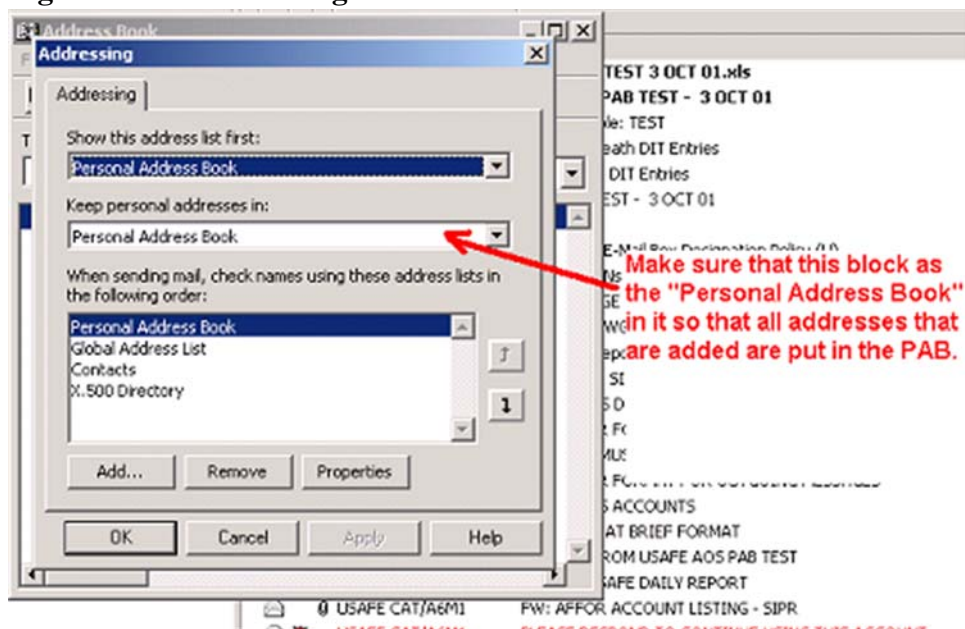 Address Book
Addressing
Addressing
Show this address list first:
Personal Address Book
Keep personal addresses in:
Personal Address Book
When sending mail, check names using these address lists in
the following order:
Personal Address Book
Global Address List
Contacts
X.500 Directory
Add...
Remove
Properties
OK
Cancel
Apply
Help
TEST 3 OCT 01.xls
PAB TEST - 3 OCT 01
TEST
DIT Entries
DIT Entries
- 3 OCT 01
Make sure that this block as
the "Personal Address Book"
in it so that all addresses that
are added are put in the PAB.
ACCOUNTS
AT BRIEF FORMAT
ROM USAFE AOS PAB TEST
SAFE DAILY REPORT
USAFE CAT/A6M1 FW: AFFOR ACCOUNT LISTING - SIPR